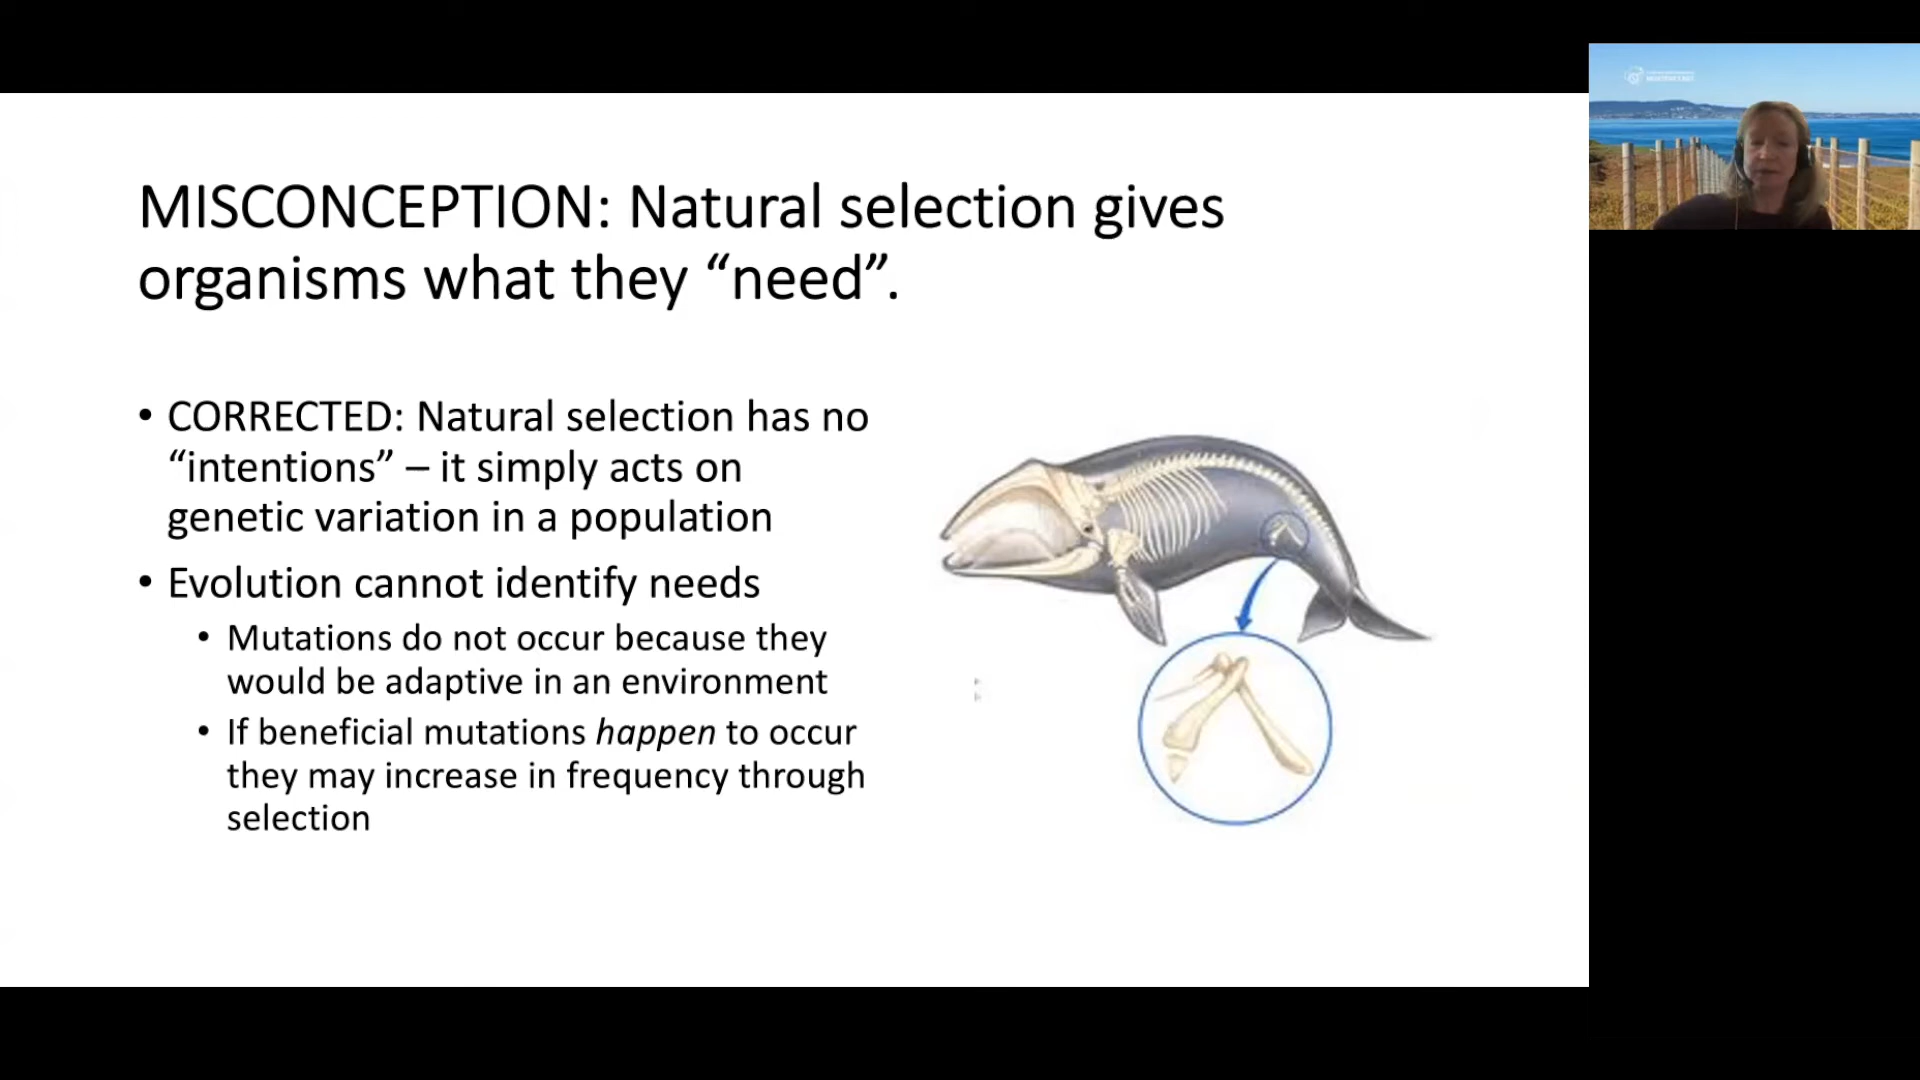 MISCONCEPTION: Natural selection gives
organisms what they “need”.
• CORRECTED: Natural selection has no
“intentions” – it simply acts on
genetic variation in a population
• Evolution cannot identify needs
• Mutations do not occur because they
would be adaptive in an environment
• If beneficial mutations happen to occur
they may increase in frequency through
selection